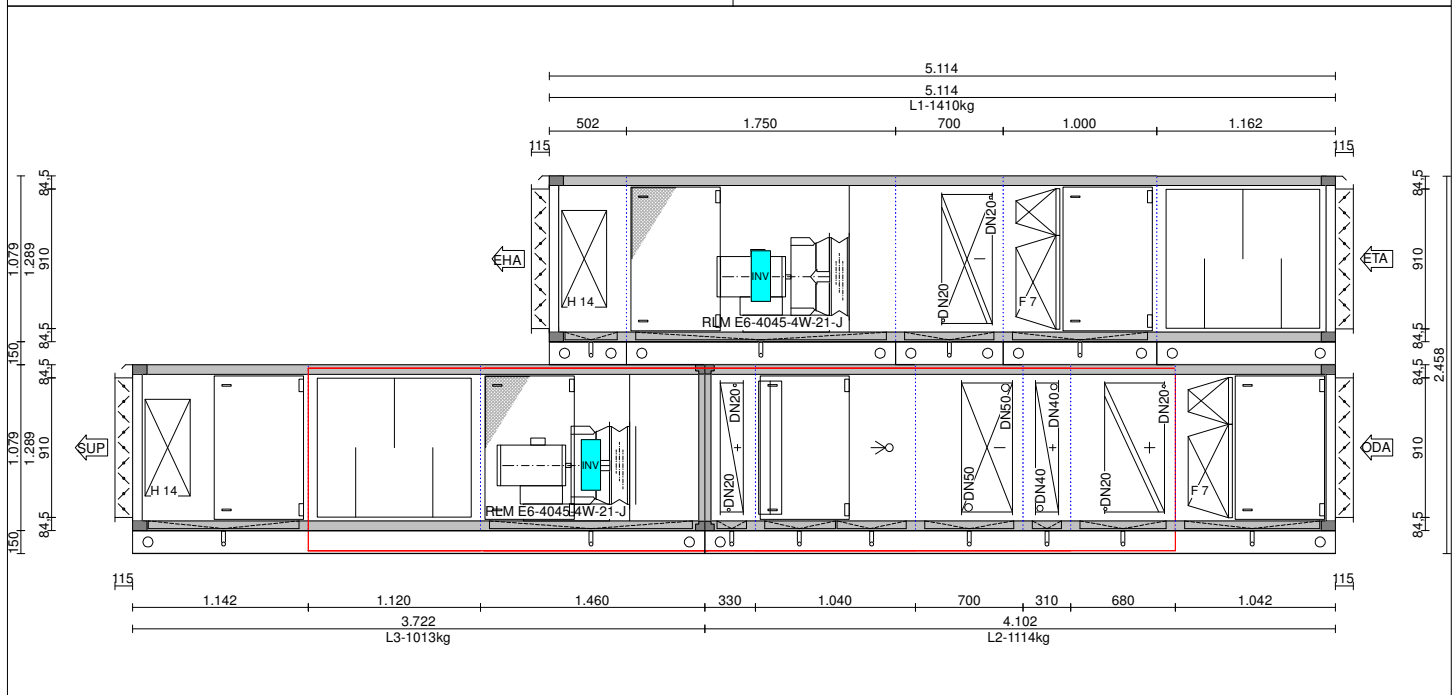 5.114
5.114
L1-1410kg
502 1.750 700 1.000 1.162
115 115
84,5 84,5
1.079 1.289 910 910
84,5 84,5
150
EHA
ETA
H 14
INV
RLM E6-4045-4W-21-J
DN20
DN20
F 7
2.458
84,5 84,5
1.079 1.289 910 910
84,5 84,5
150
SUP
ODA
H 14
INV
RLM E6-4045-4W-21-J
DN20
DN20
DN50
DN50
DN40
DN40
DN20
DN20
F 7
115 115
1.142 1.120 1.460 330 1.040 700 310 680 1.042
3.722 4.102
L3-1013kg L2-1114kg